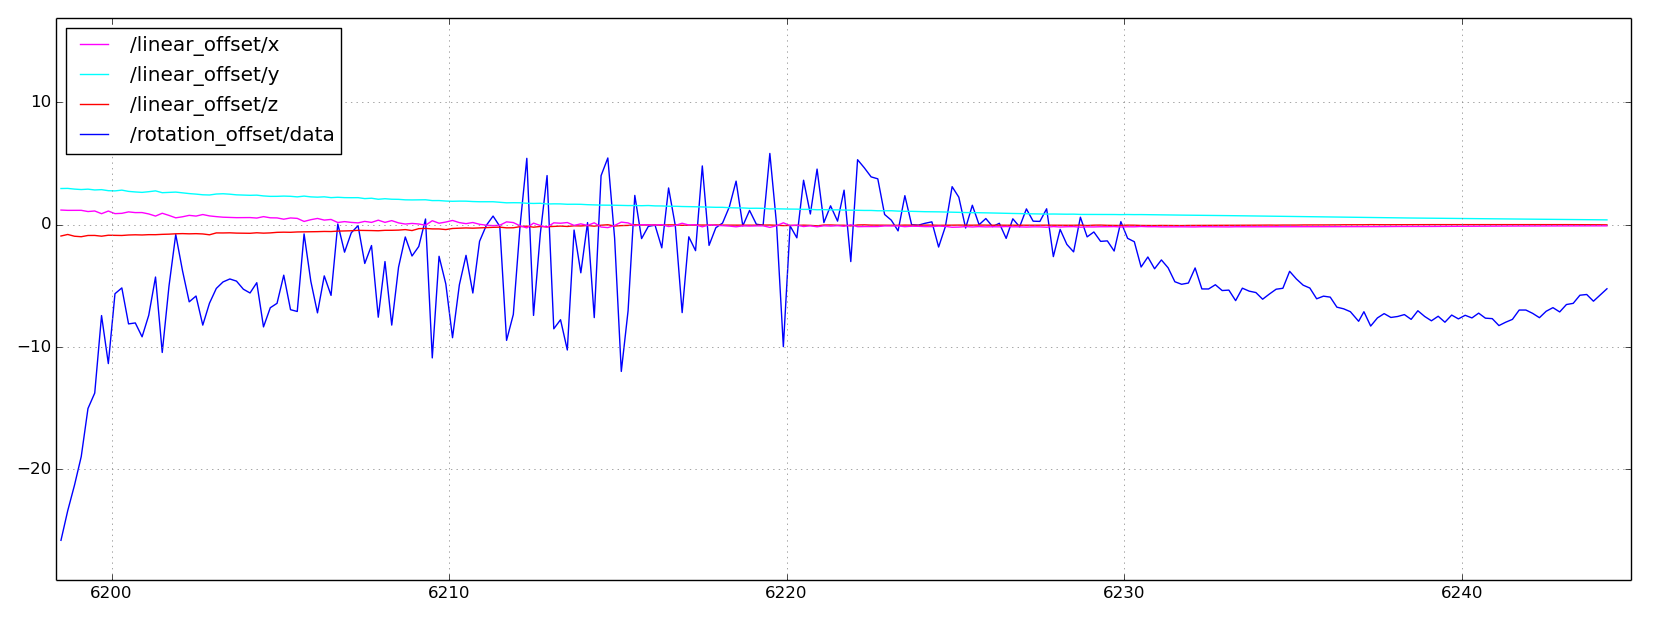 /linear_offset/x
/linear_offset/y
/linear_offset/z
/rotation_offset/data
10
0
−10
−20
6200 6210 6220 6230 6240